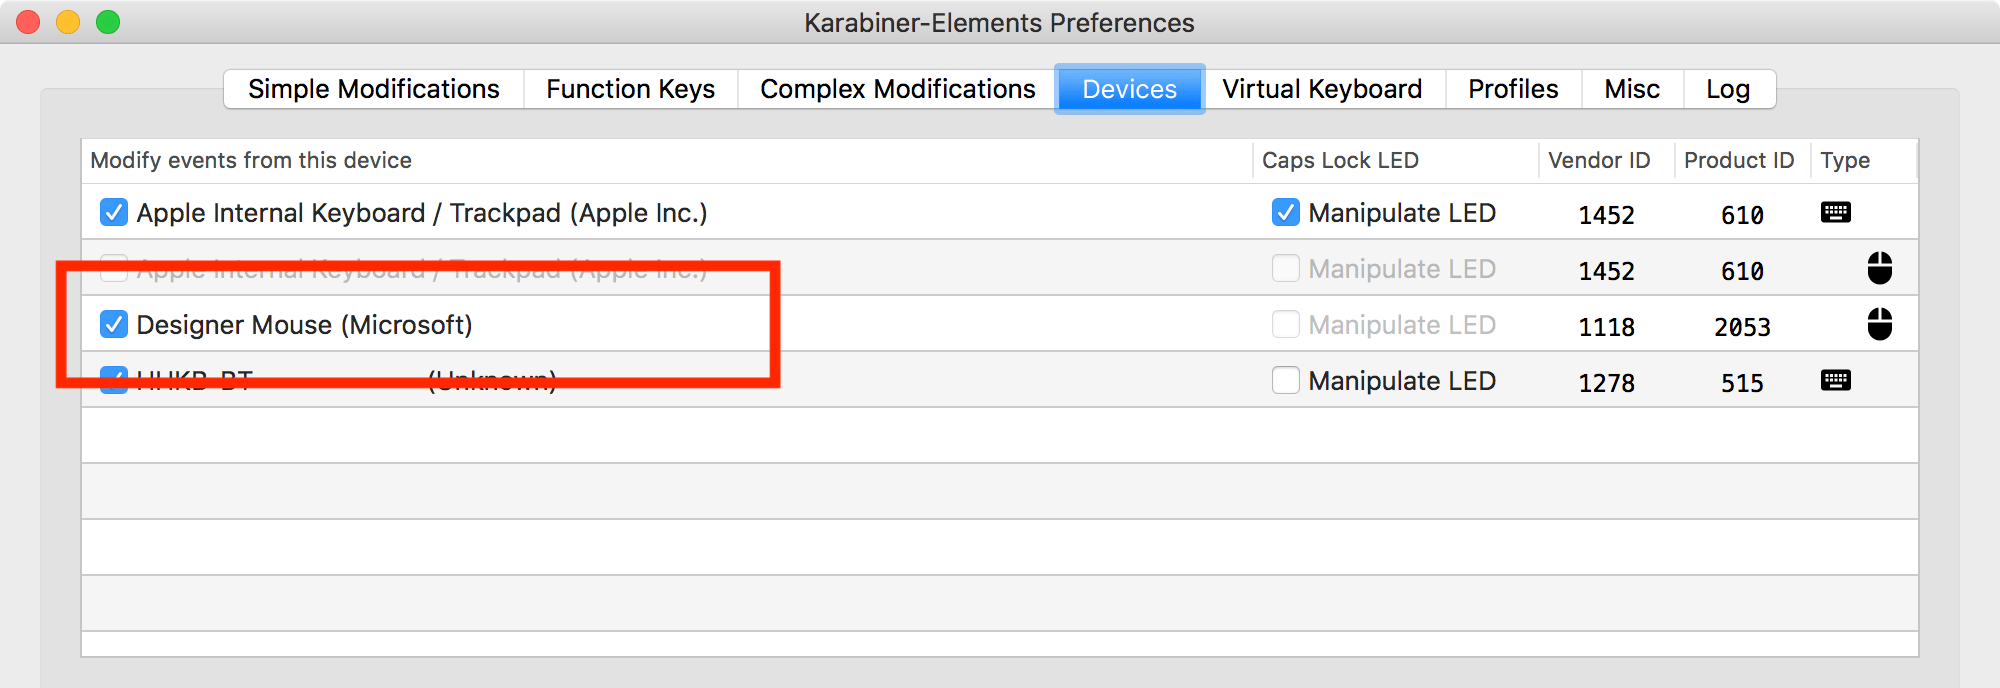 Karabiner-Elements Preferences
Simple Modifications Function Keys Complex Modifications Devices Virtual Keyboard Profiles Misc Log
Modify events from this device Caps Lock LED Vendor ID Product ID Type
Apple Internal Keyboard / Trackpad (Apple Inc.) Manipulate LED 1452 610
Apple Internal Keyboard / Trackpad (Apple Inc.) Manipulate LED 1452 610
Designer Mouse (Microsoft) Manipulate LED 1118 2053
HHKB-BT (Unknown) Manipulate LED 1278 515